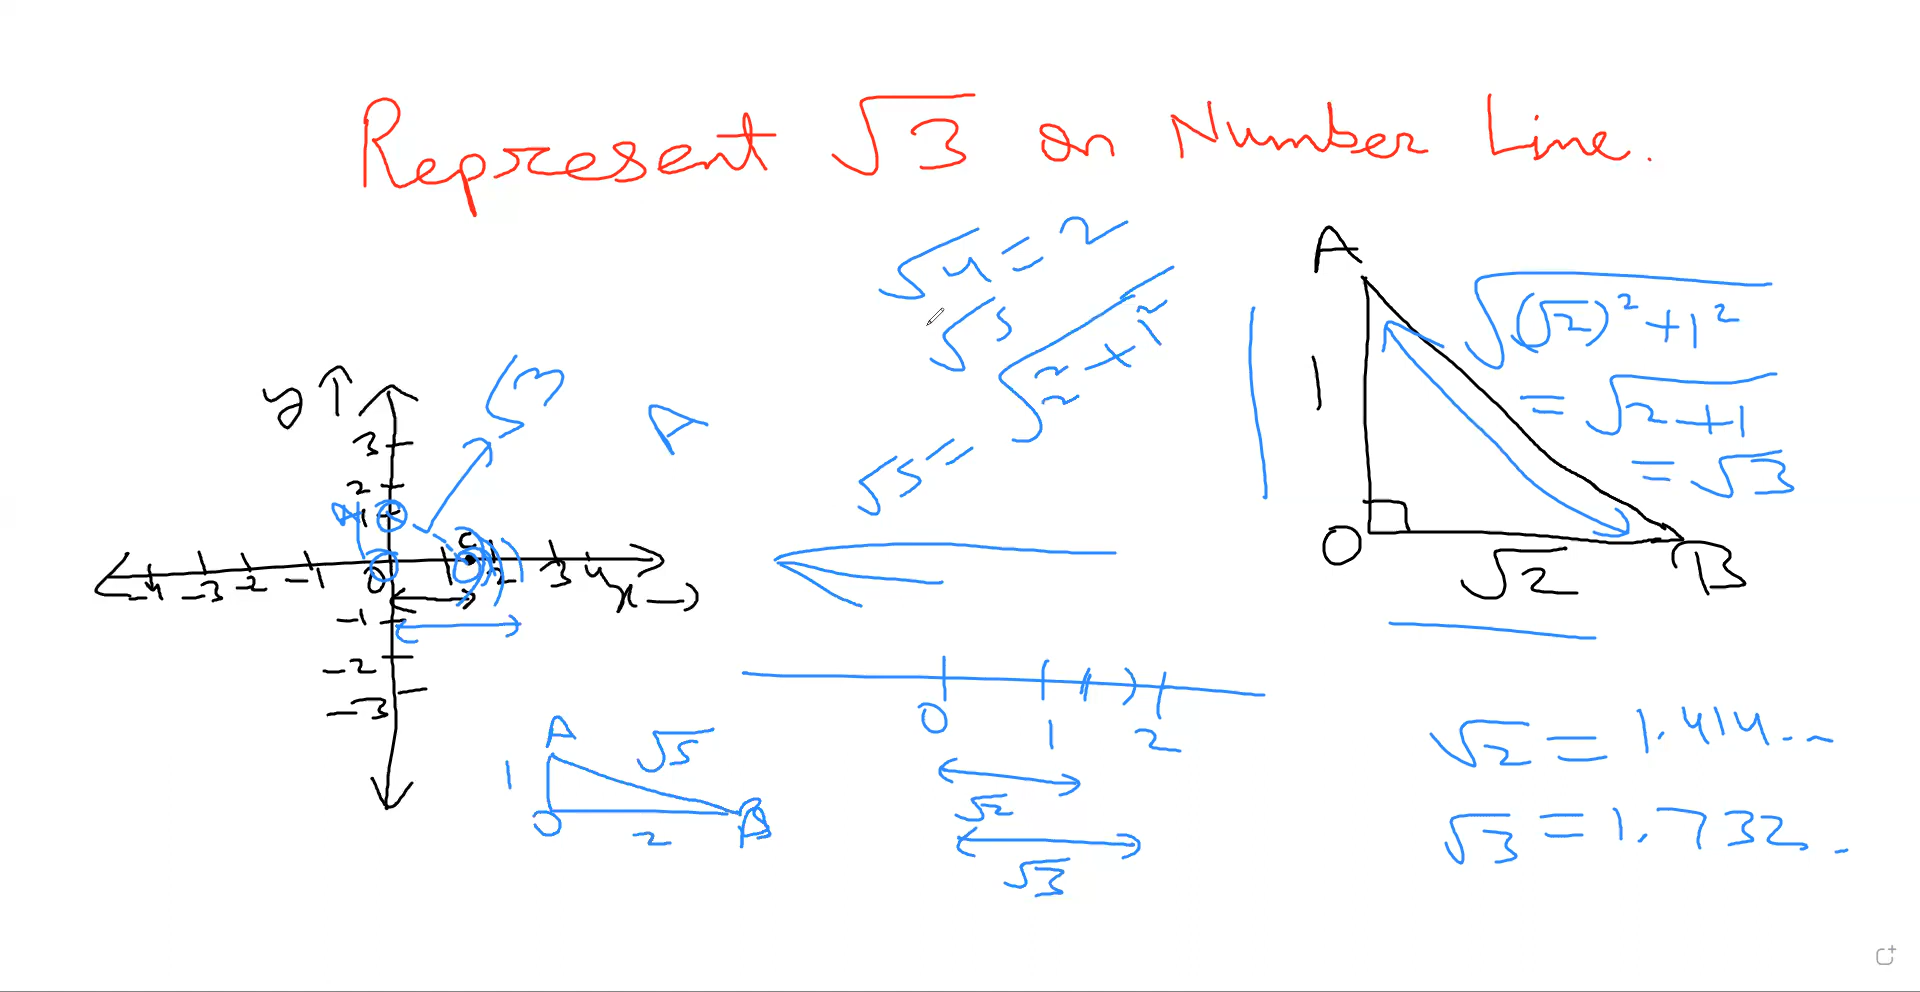 Represent √3 on Number Line.
√4 = 2
√5
√2²+1²
√5 =
A
√(√2)²+1²
= √2+1
= √3
1
O
√2
B
y↑
√3
A
3
2
A 1
C
-4 -3 -2 -1 0 1 2 3 4 x→
-1
-2
-3
A
√5
1
O
2
B
0 1 2
√2
√3
√2 = 1.414...
√3 = 1.732..